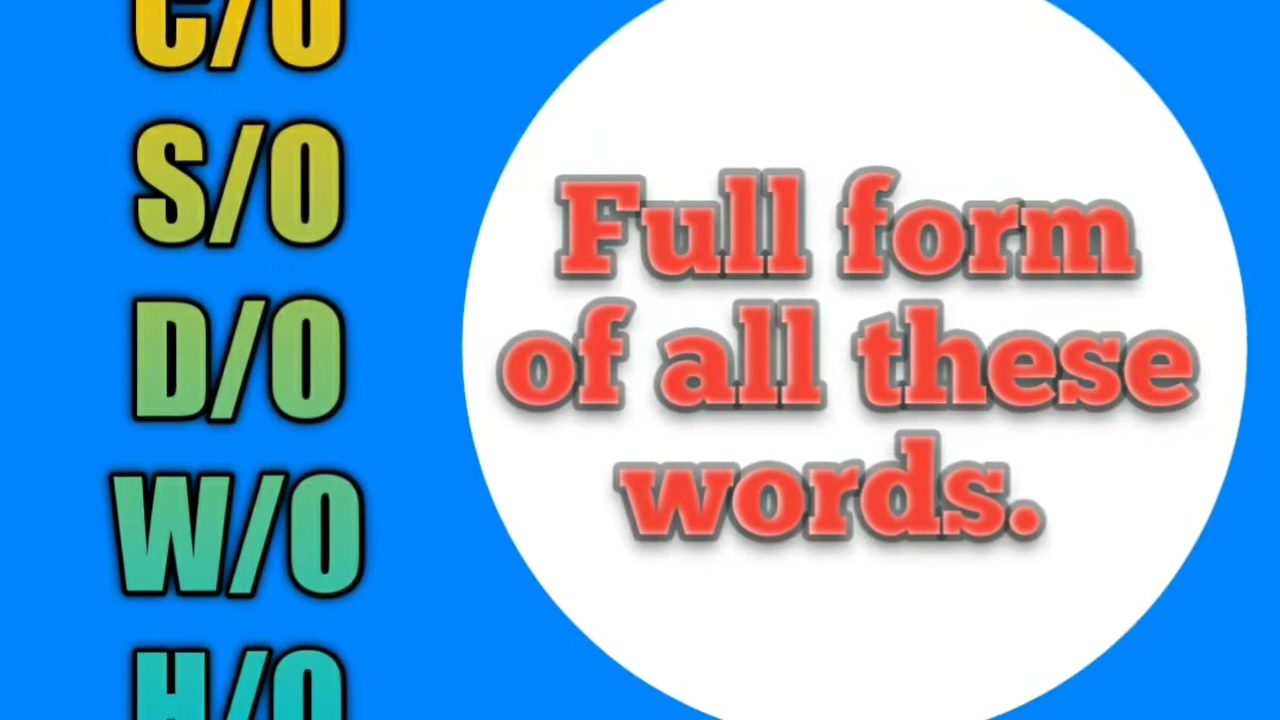 C/O
S/O
D/O
W/O
H/O
Full form
of all these
words.